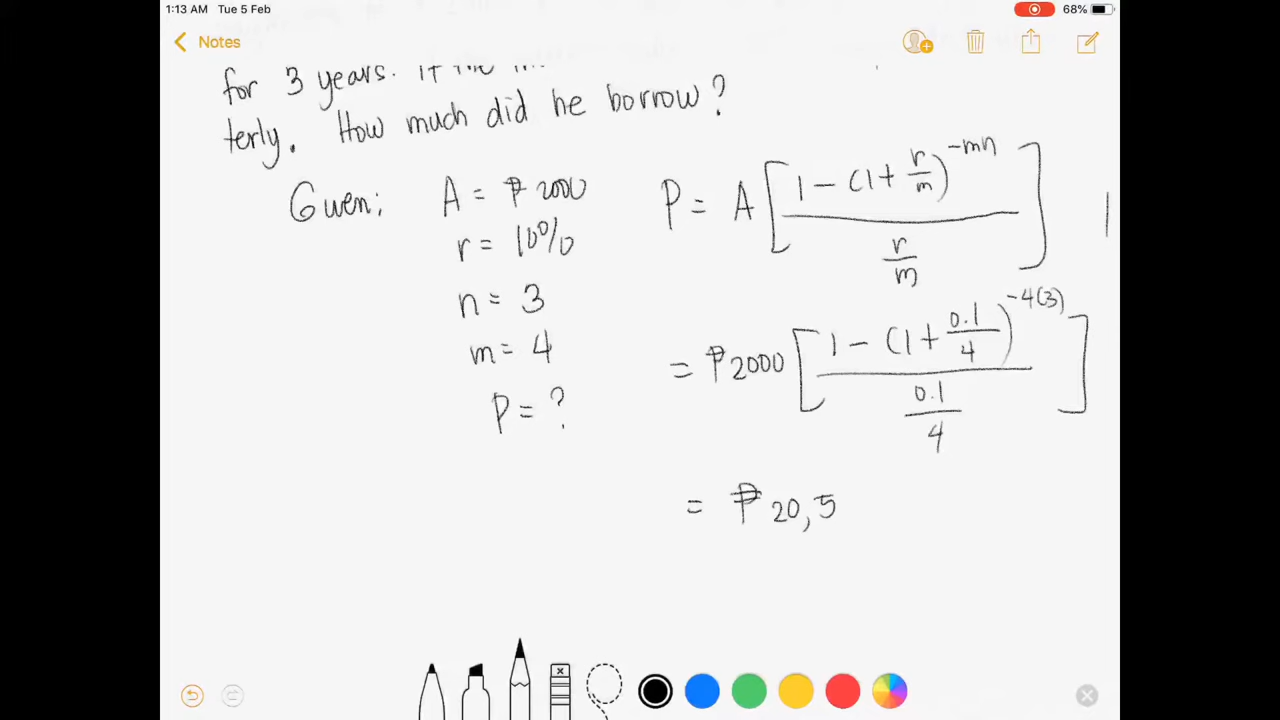 1:13 AM Tue 5 Feb
68%
Notes
for 3 years. If the
terly. How much did he borrow?
Given:
A = ₱ 2000
r = 10%
n = 3
m = 4
P = ?
P = A [ 1 - (1 + r/m)^-mn / r/m ]
= ₱2000 [ 1 - (1 + 0.1/4)^-4(3) / 0.1/4 ]
= ₱ 20,5